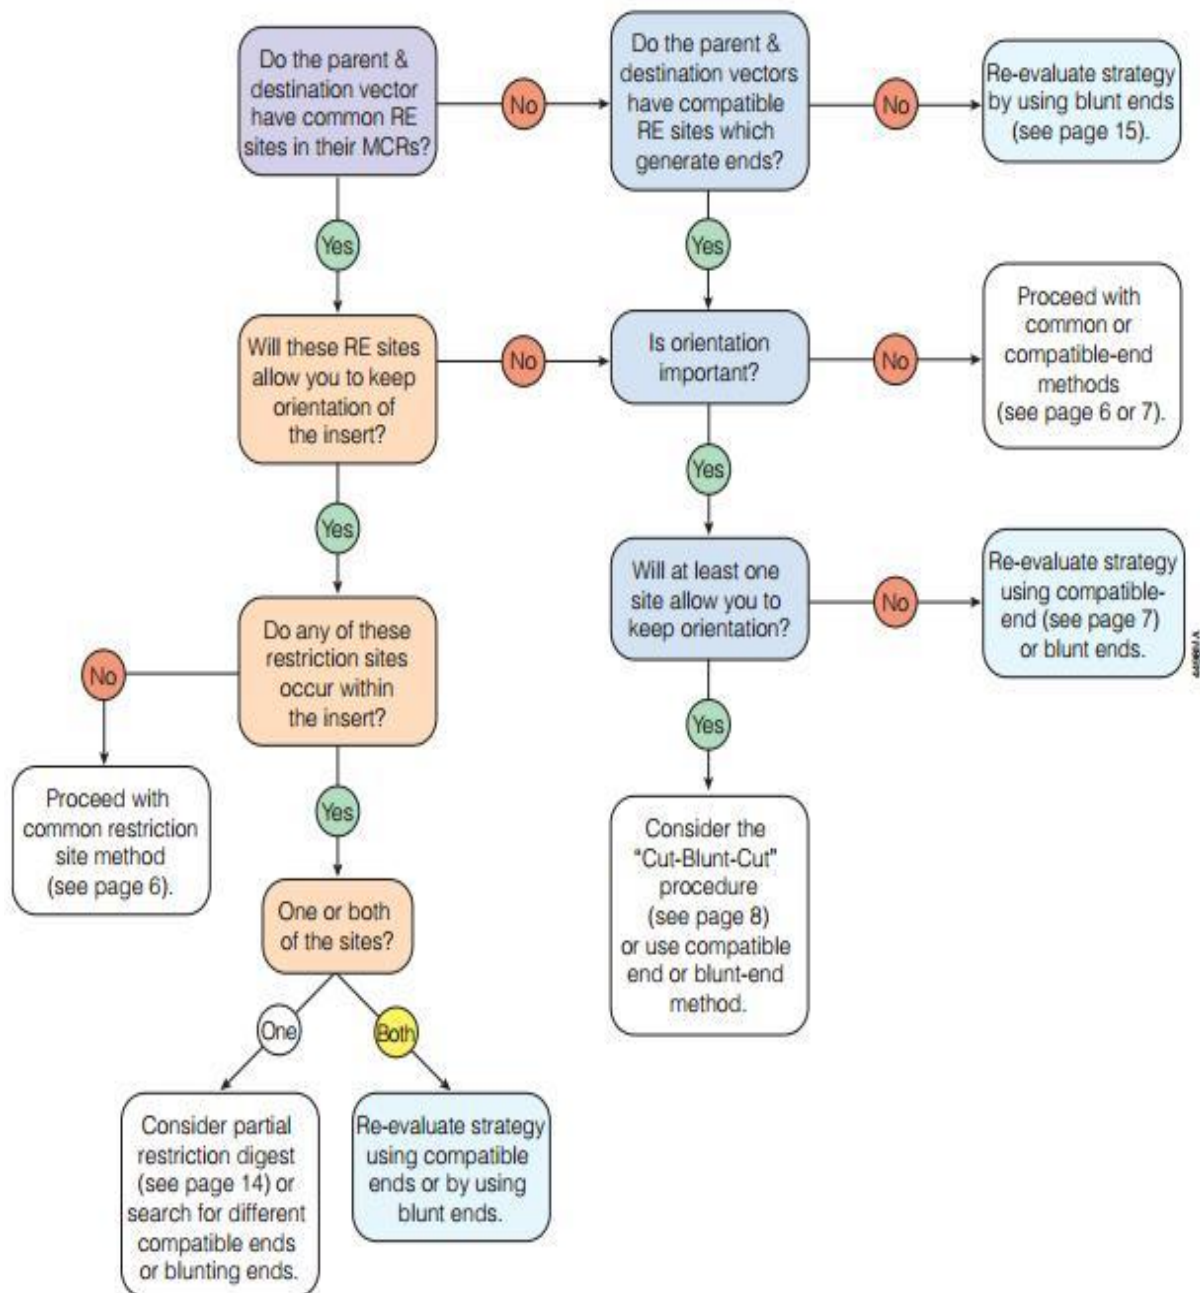 Do the parent &
destination vector
have common RE
sites in their MCRs?
No
Do the parent &
destination vectors
have compatible
RE sites which
generate ends?
No
Re-evaluate strategy
by using blunt ends
(see page 15).
Yes
Yes
Will these RE sites
allow you to keep
orientation of
the insert?
No
Is orientation
important?
No
Proceed with
common or
compatible-end
methods
(see page 6 or 7).
Yes
Yes
Do any of these
restriction sites
occur within
the insert?
Will at least one
site allow you to
keep orientation?
No
Re-evaluate strategy
using compatible-
end (see page 7)
or blunt ends.
No
Yes
Yes
Proceed with
common restriction
site method
(see page 6).
One or both
of the sites?
Consider the
“Cut-Blunt-Cut”
procedure
(see page 8)
or use compatible
end or blunt-end
method.
One
Both
Consider partial
restriction digest
(see page 14) or
search for different
compatible ends
or blunting ends.
Re-evaluate strategy
using compatible
ends or by using
blunt ends.